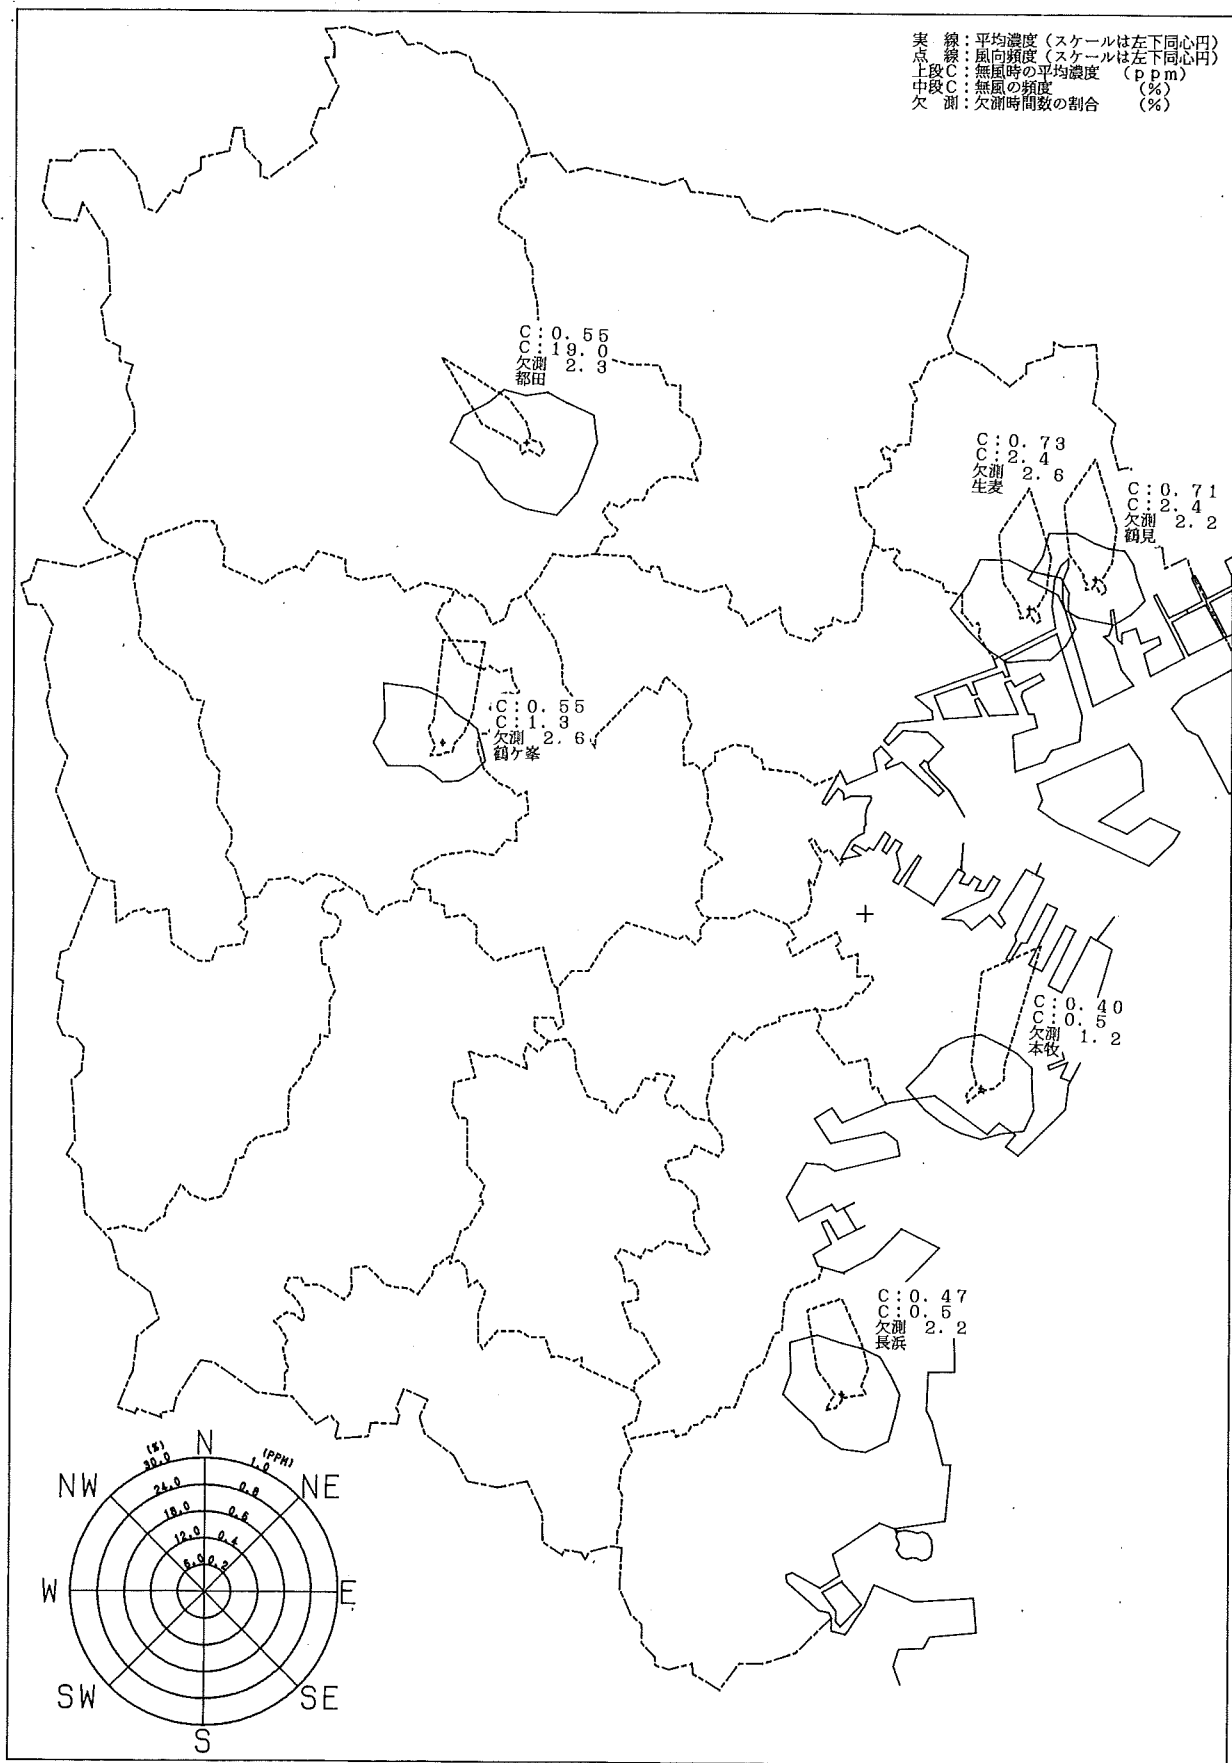 実 線:平均濃度(スケールは左下同心円)
点 線:風向頻度(スケールは左下同心円)
上段C:無風時の平均濃度 (ppm)
中段C:無風の頻度 (%)
欠 測:欠測時間数の割合 (%)
C:0.55
C:19.0
欠測 2.3
都田
C:0.73
C:2.4
欠測 2.6
生麦
C:0.71
C:2.4
欠測 2.2
鶴見
C:0.55
C:1.3
欠測 2.6
鶴ケ峯
C:0.40
C:0.5
欠測 1.2
本牧
C:0.47
C:0.5
欠測 2.2
長浜
N
(%) (PPM)
30.0 1.0
NW NE
24.0 0.8
18.0 0.6
12.0 0.4
6.0 0.2
W E
SW SE
S